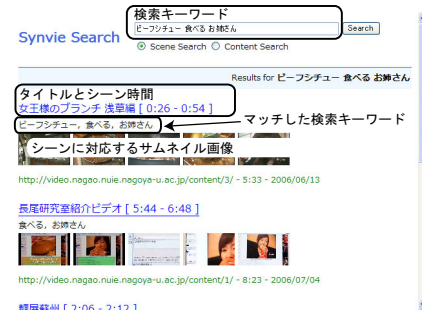 検索キーワード
Synvie Search
ビーフシチュー 食べる お姉さん
Search
Scene Search Content Search
Results for ビーフシチュー 食べる お姉さん
タイトルとシーン時間
女王様のブランチ 浅草編 [ 0:26 - 0:54 ]
ビーフシチュー, 食べる, お姉さん
マッチした検索キーワード
シーンに対応するサムネイル画像
http://video.nagao.nuie.nagoya-u.ac.jp/content/3/ - 5:33 - 2006/06/13
長尾研究室紹介ビデオ [ 5:44 - 6:48 ]
食べる, お姉さん
http://video.nagao.nuie.nagoya-u.ac.jp/content/1/ - 8:23 - 2006/07/04
[ 2:06 - 2:12 ]